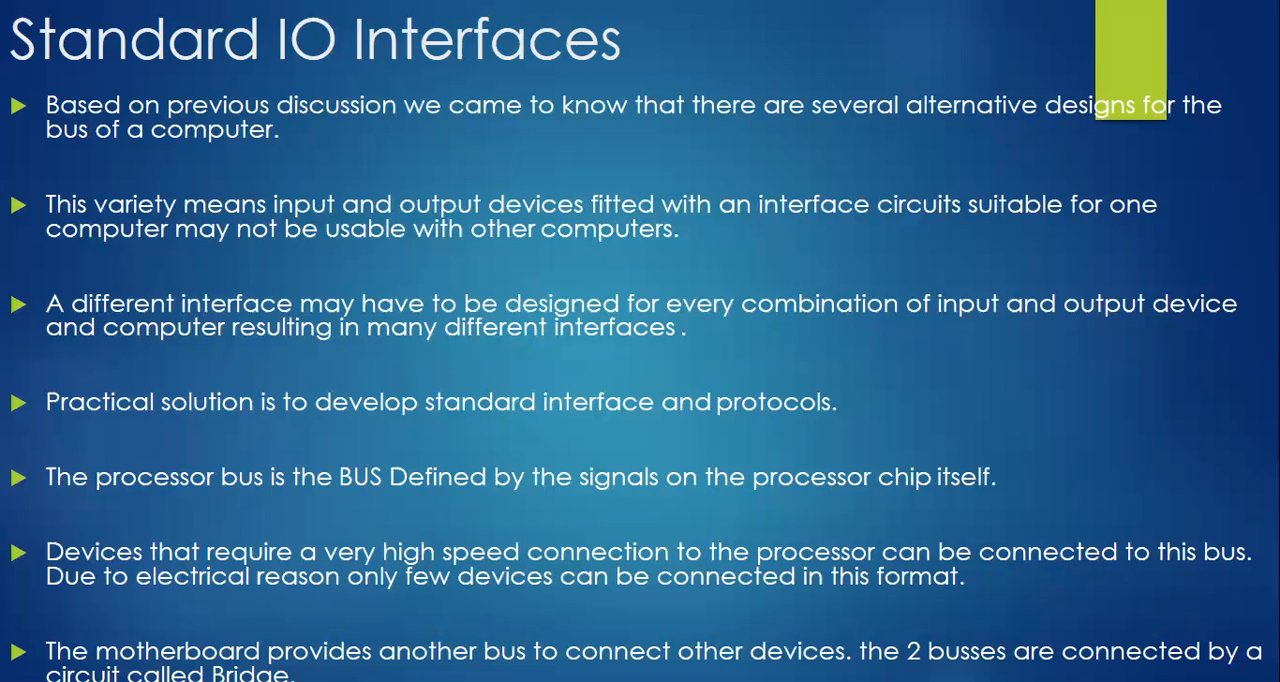 Standard IO Interfaces
Based on previous discussion we came to know that there are several alternative designs for the
bus of a computer.
This variety means input and output devices fitted with an interface circuits suitable for one
computer may not be usable with other computers.
A different interface may have to be designed for every combination of input and output device
and computer resulting in many different interfaces .
Practical solution is to develop standard interface and protocols.
The processor bus is the BUS Defined by the signals on the processor chip itself.
Devices that require a very high speed connection to the processor can be connected to this bus.
Due to electrical reason only few devices can be connected in this format.
The motherboard provides another bus to connect other devices. the 2 busses are connected by a
circuit called Bridge.